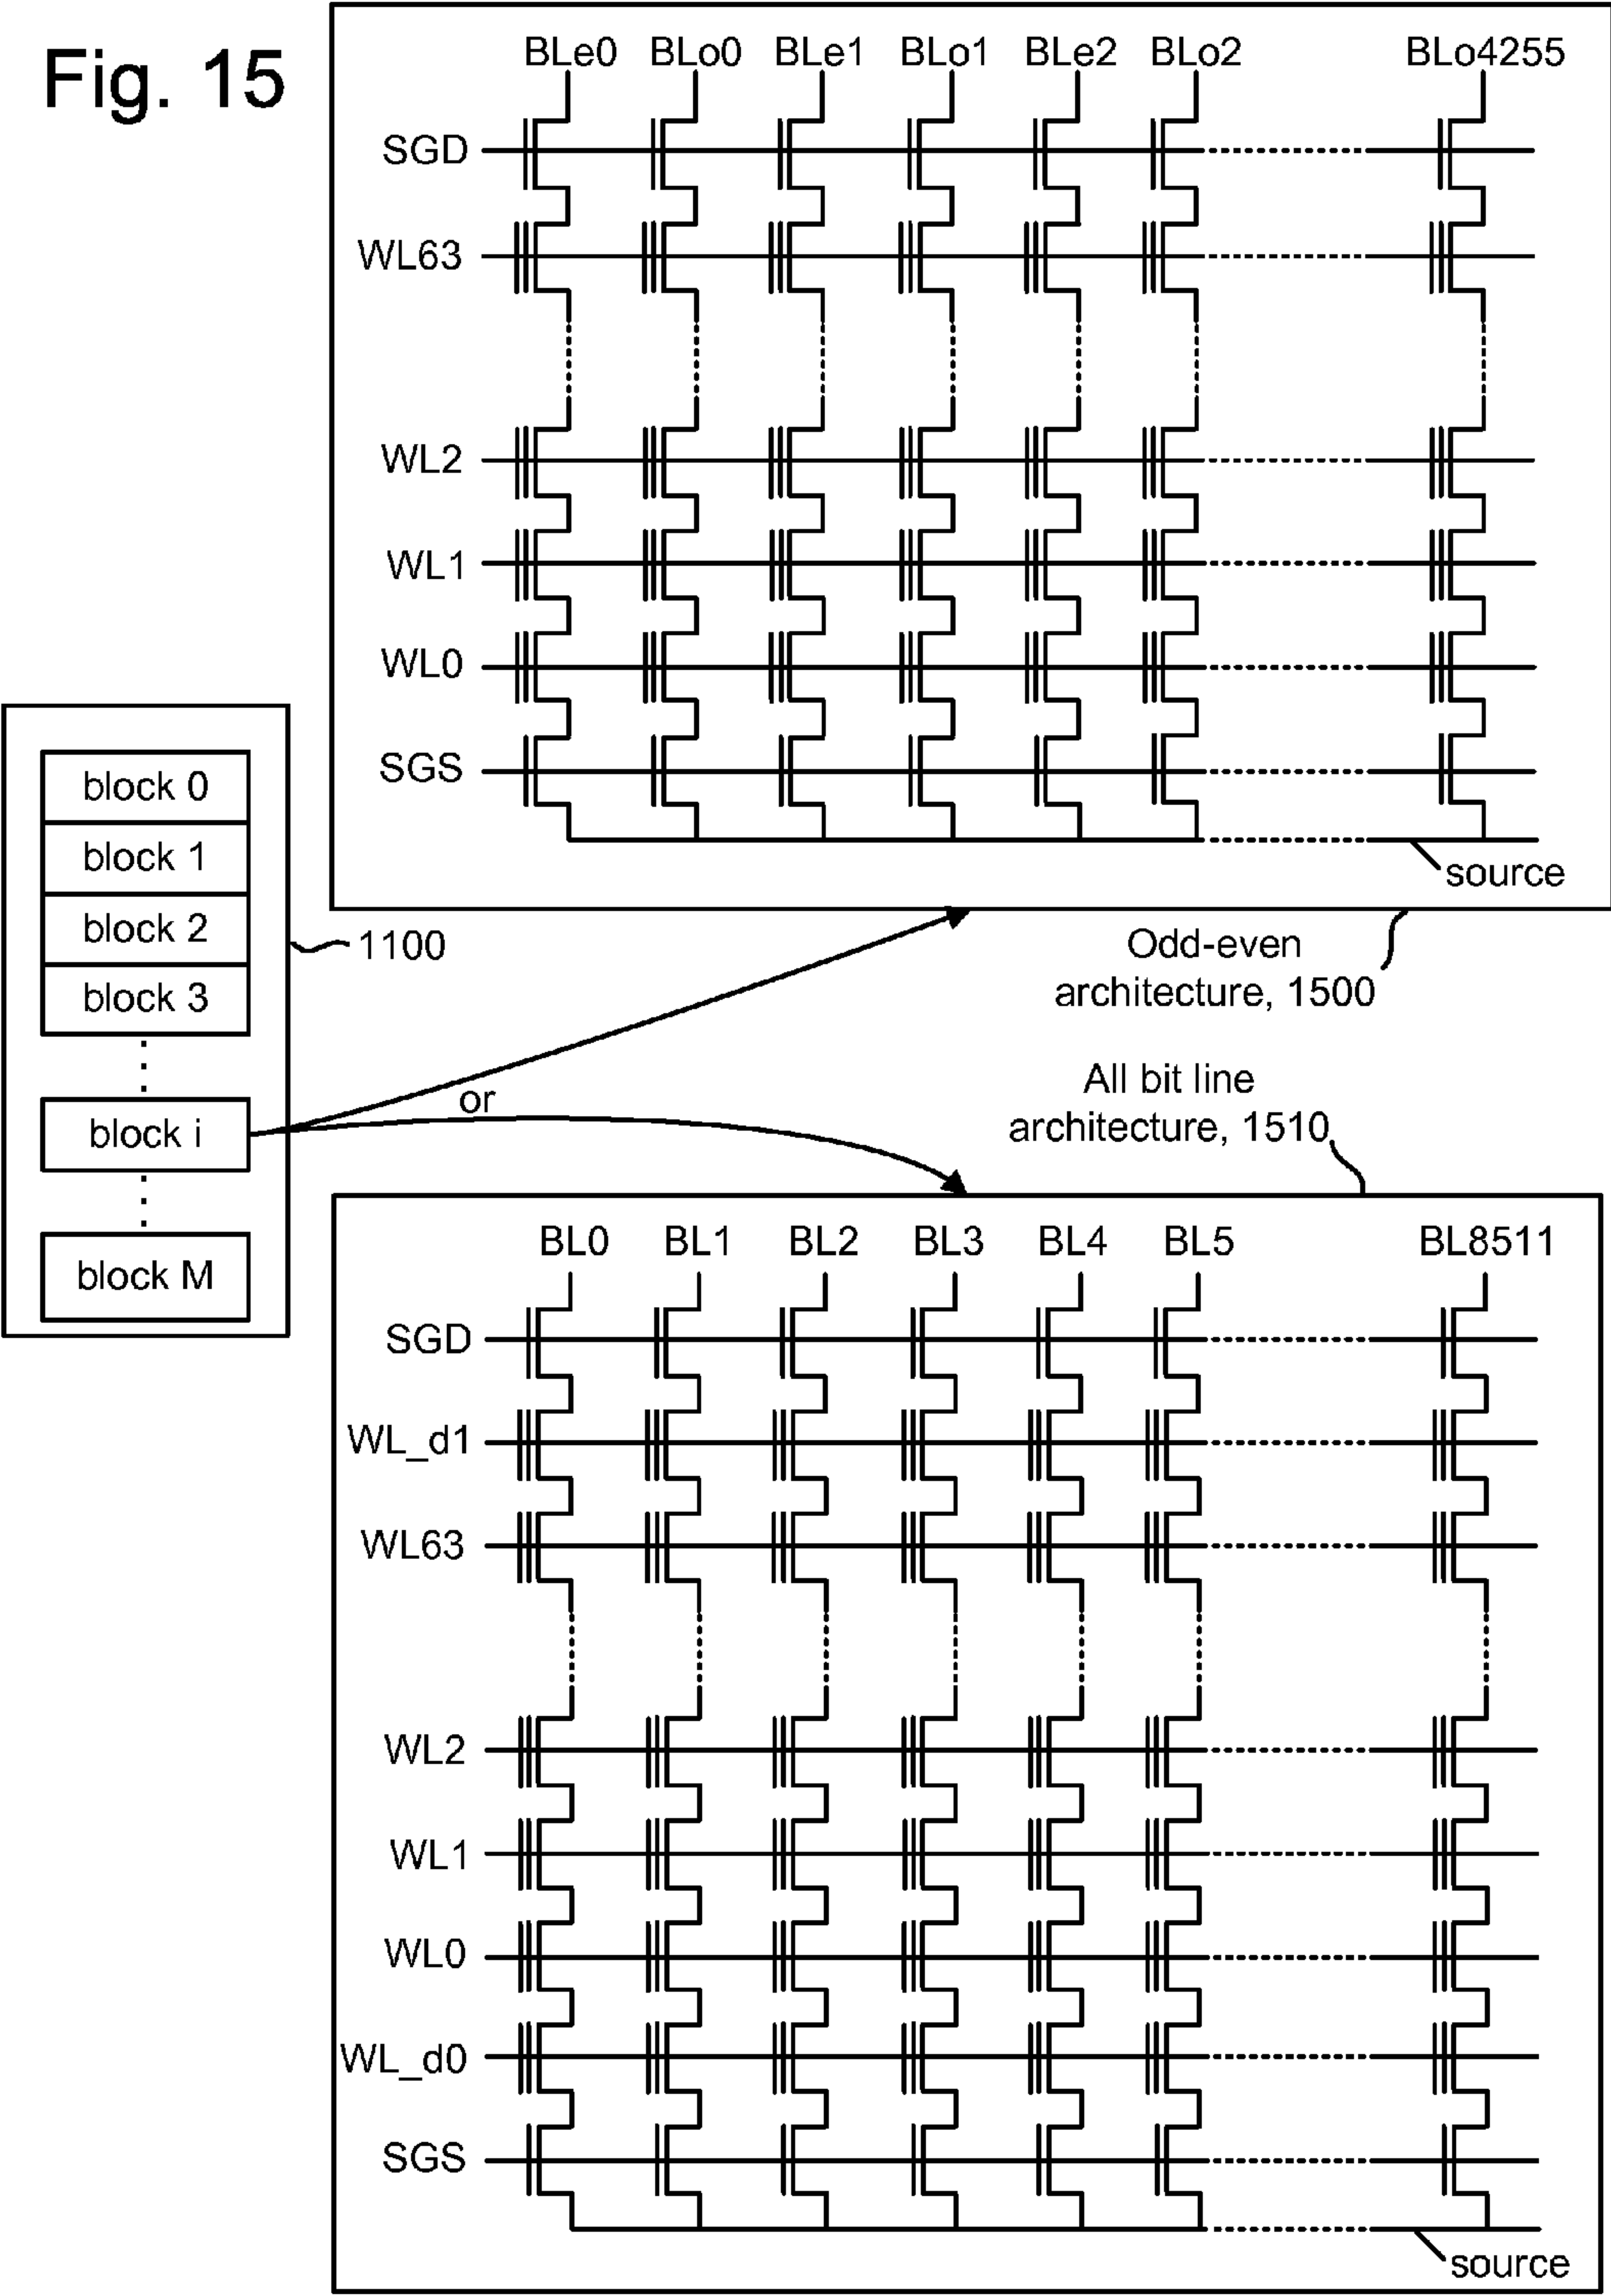 Fig. 15
BLe0 BLo0 BLe1 BLo1 BLe2 BLo2 BLo4255
SGD
WL63
WL2
WL1
WL0
SGS
source
Odd-even
architecture, 1500
block 0
block 1
block 2
block 3
block i
block M
1100
or
All bit line
architecture, 1510
BL0 BL1 BL2 BL3 BL4 BL5 BL8511
SGD
WL_d1
WL63
WL2
WL1
WL0
WL_d0
SGS
source